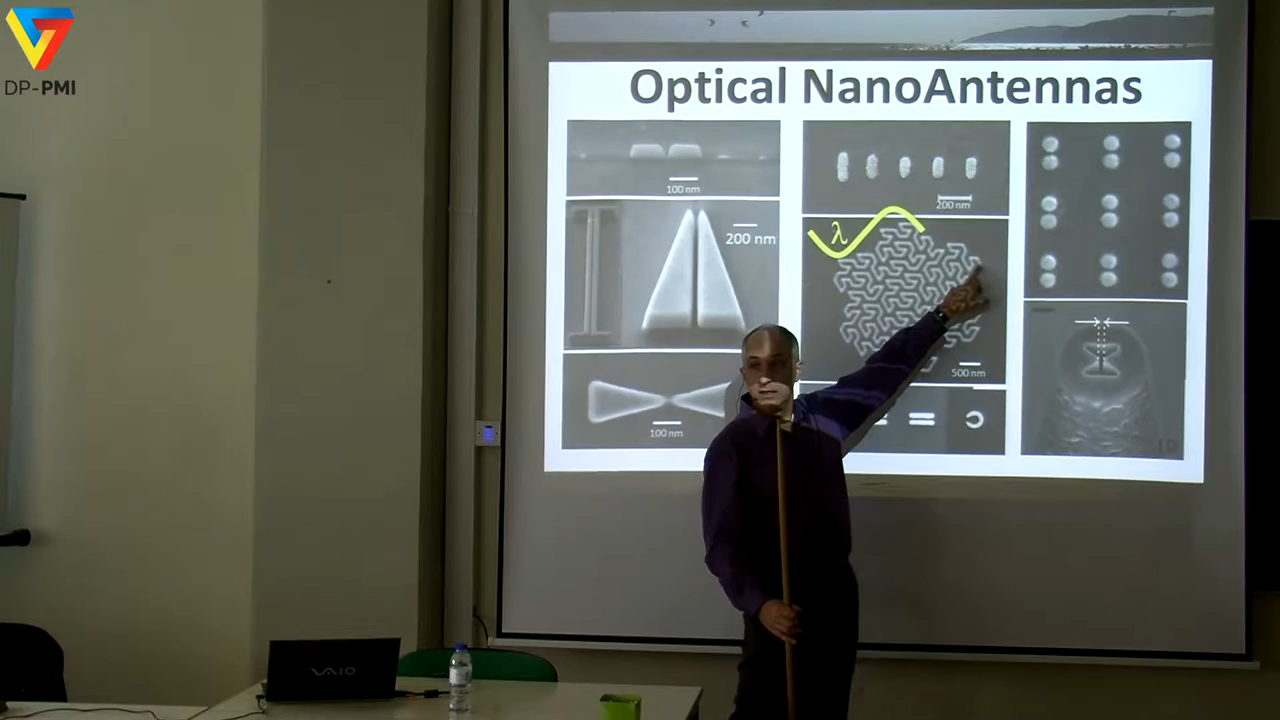 DP-PMI
Optical NanoAntennas
100 nm
200 nm
200 nm
λ
500 nm
100 nm
VAIO